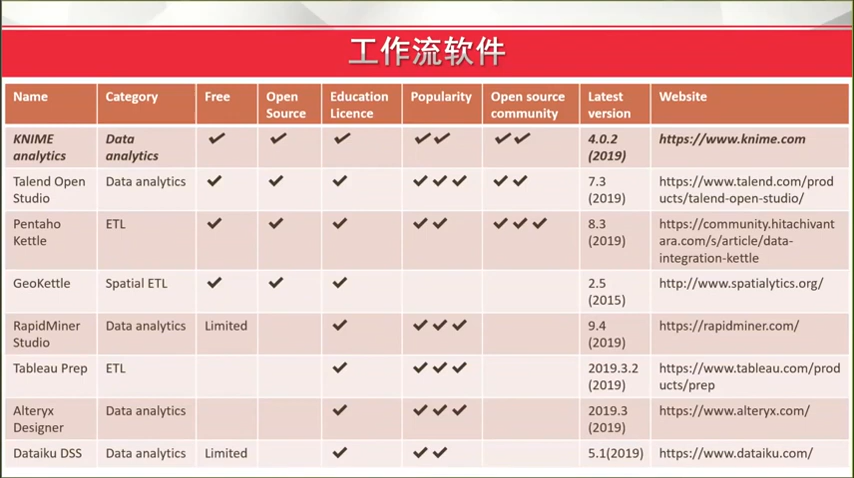 工作流软件
Name Category Free Open Source Education Licence Popularity Open source community Latest version Website
KNIME analytics Data analytics ✔ ✔ ✔ ✔✔ ✔✔ 4.0.2 (2019) https://www.knime.com
Talend Open Studio Data analytics ✔ ✔ ✔ ✔✔✔ ✔✔ 7.3 (2019) https://www.talend.com/products/talend-open-studio/
Pentaho Kettle ETL ✔ ✔ ✔ ✔✔ ✔✔✔ 8.3 (2019) https://community.hitachivantara.com/s/article/data-integration-kettle
GeoKettle Spatial ETL ✔ ✔ ✔ 2.5 (2015) http://www.spatialytics.org/
RapidMiner Studio Data analytics Limited ✔ ✔✔✔ 9.4 (2019) https://rapidminer.com/
Tableau Prep ETL ✔ ✔✔✔ 2019.3.2 (2019) https://www.tableau.com/products/prep
Alteryx Designer Data analytics ✔ ✔✔✔ 2019.3 (2019) https://www.alteryx.com/
Dataiku DSS Data analytics Limited ✔ ✔✔ 5.1(2019) https://www.dataiku.com/